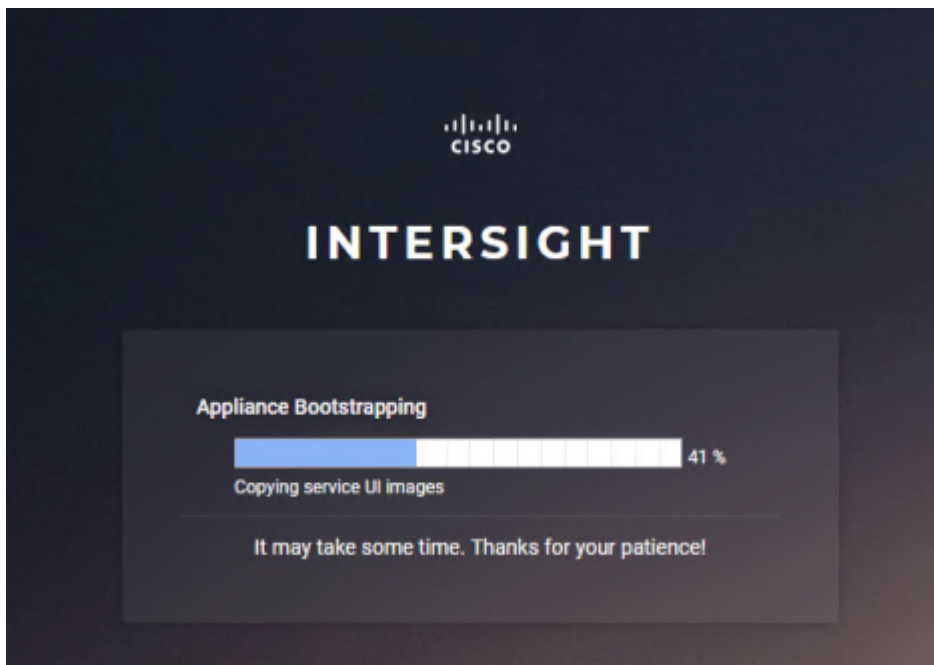 CISCO
INTERSIGHT
Appliance Bootstrapping
41 %
Copying service UI images
It may take some time. Thanks for your patience!